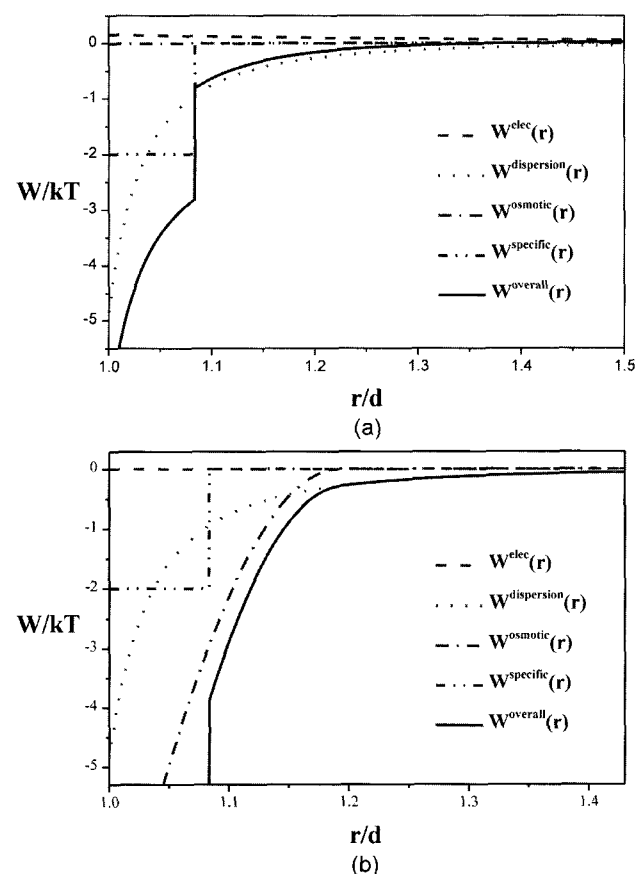 0
-1
-2
-3
-4
-5
W/kT
W^elec(r)
W^dispersion(r)
W^osmotic(r)
W^specific(r)
W^overall(r)
1.0 1.1 1.2 1.3 1.4 1.5
r/d
(a)
0
-1
-2
-3
-4
-5
W/kT
W^elec(r)
W^dispersion(r)
W^osmotic(r)
W^specific(r)
W^overall(r)
1.0 1.1 1.2 1.3 1.4
r/d
(b)